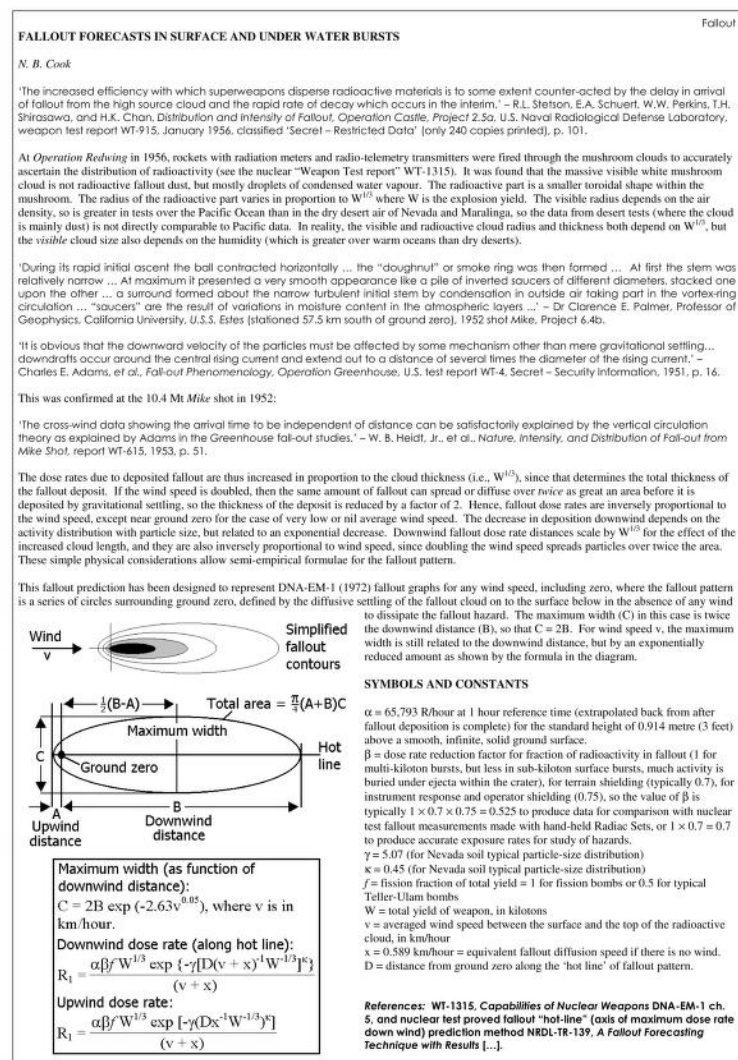 Fallout
FALLOUT FORECASTS IN SURFACE AND UNDER WATER BURSTS
N. B. Cook
'The increased efficiency with which superweapons disperse radioactive materials is to some extent counter-acted by the delay in arrival
of fallout from the high source cloud and the rapid rate of decay which occurs in the interim.' – R.L. Stetson, E.A. Schuert, W.W. Perkins, T.H.
Shirasawa, and H.K. Chan, Distribution and Intensity of Fallout, Operation Castle, Project 2.5a, U.S. Naval Radiological Defense Laboratory,
weapon test report WT-915, January 1956, classified 'Secret – Restricted Data' (only 240 copies printed), p. 101.
At Operation Redwing in 1956, rockets with radiation meters and radio-telemetry transmitters were fired through the mushroom clouds to accurately
ascertain the distribution of radioactivity (see the nuclear "Weapon Test report" WT-1315). It was found that the massive visible white mushroom
cloud is not radioactive fallout dust, but mostly droplets of condensed water vapour. The radioactive part is a smaller toroidal shape within the
mushroom. The radius of the radioactive part varies in proportion to W^1/3 where W is the explosion yield. The visible radius depends on the air
density, so is greater in tests over the Pacific Ocean than in the dry desert air of Nevada and Maralinga, so the data from desert tests (where the cloud
is mainly dust) is not directly comparable to Pacific data. In reality, the visible and radioactive cloud radius and thickness both depend on W^1/3, but
the visible cloud size also depends on the humidity (which is greater over warm oceans than dry deserts).
'During its rapid initial ascent the ball contracted horizontally ... the "doughnut" or smoke ring was then formed ... At first the stem was
relatively narrow ... At maximum it presented a very smooth appearance like a pile of inverted saucers of different diameters, stacked one
upon the other ... a surround formed about the narrow turbulent initial stem by condensation in outside air taking part in the vortex-ring
circulation ... "saucers" are the result of variations in moisture content in the atmospheric layers ...' – Dr Clarence E. Palmer, Professor of
Geophysics, California University, U.S.S. Estes (stationed 57.5 km south of ground zero), 1952 shot Mike, Project 6.4b.
'It is obvious that the downward velocity of the particles must be affected by some mechanism other than mere gravitational settling...
downdrafts occur around the central rising current and extend out to a distance of several times the diameter of the rising current.' –
Charles E. Adams, et al., Fall-out Phenomenology, Operation Greenhouse, U.S. test report WT-4, Secret – Security Information, 1951, p. 16.
This was confirmed at the 10.4 Mt Mike shot in 1952:
'The cross-wind data showing the arrival time to be independent of distance can be satisfactorily explained by the vertical circulation
theory as explained by Adams in the Greenhouse fall-out studies.' – W. B. Heidt, Jr., et al., Nature, Intensity, and Distribution of Fall-out from
Mike Shot, report WT-615, 1953, p. 51.
The dose rates due to deposited fallout are thus increased in proportion to the cloud thickness (i.e., W^1/3), since that determines the total thickness of
the fallout deposit. If the wind speed is doubled, then the same amount of fallout can spread or diffuse over twice as great an area before it is
deposited by gravitational settling, so the thickness of the deposit is reduced by a factor of 2. Hence, fallout dose rates are inversely proportional to
the wind speed, except near ground zero for the case of very low or nil average wind speed. The decrease in deposition downwind depends on the
activity distribution with particle size, but related to an exponential decrease. Downwind fallout dose rate distances scale by W^1/3 for the effect of the
increased cloud length, and they are also inversely proportional to wind speed, since doubling the wind speed spreads particles over twice the area.
These simple physical considerations allow semi-empirical formulae for the fallout pattern.
This fallout prediction has been designed to represent DNA-EM-1 (1972) fallout graphs for any wind speed, including zero, where the fallout pattern
is a series of circles surrounding ground zero, defined by the diffusive settling of the fallout cloud on to the surface below in the absence of any wind
to dissipate the fallout hazard. The maximum width (C) in this case is twice
the downwind distance (B), so that C = 2B. For wind speed v, the maximum
width is still related to the downwind distance, but by an exponentially
reduced amount as shown by the formula in the diagram.
Wind
v
Simplified
fallout
contours
½(B-A)
Total area = π/4(A+B)C
Maximum width
C
Ground zero
Hot
line
A
Upwind
distance
B
Downwind
distance
Maximum width (as function of
downwind distance):
C = 2B exp (-2.63v^0.05), where v is in
km/hour.
Downwind dose rate (along hot line):
R₁ = αβƒW^1/3 exp {-γ[D(v + x)^-1W^-1/3]^κ} / (v + x)
Upwind dose rate:
R₁ = αβƒW^1/3 exp [-γ(Dx^-1W^-1/3)^κ] / (v + x)
SYMBOLS AND CONSTANTS
α = 65,793 R/hour at 1 hour reference time (extrapolated back from after
fallout deposition is complete) for the standard height of 0.914 metre (3 feet)
above a smooth, infinite, solid ground surface.
β = dose rate reduction factor for fraction of radioactivity in fallout (1 for
multi-kiloton bursts, but less in sub-kiloton surface bursts, much activity is
buried under ejecta within the crater), for terrain shielding (typically 0.7), for
instrument response and operator shielding (0.75), so the value of β is
typically 1 × 0.7 × 0.75 = 0.525 to produce data for comparison with nuclear
test fallout measurements made with hand-held Radiac Sets, or 1 × 0.7 = 0.7
to produce accurate exposure rates for study of hazards.
γ = 5.07 (for Nevada soil typical particle-size distribution)
κ = 0.45 (for Nevada soil typical particle-size distribution)
ƒ = fission fraction of total yield = 1 for fission bombs or 0.5 for typical
Teller-Ulam bombs
W = total yield of weapon, in kilotons
v = averaged wind speed between the surface and the top of the radioactive
cloud, in km/hour
x = 0.589 km/hour = equivalent fallout diffusion speed if there is no wind.
D = distance from ground zero along the 'hot line' of fallout pattern.
References: WT-1315, Capabilities of Nuclear Weapons DNA-EM-1 ch.
5, and nuclear test proved fallout "hot-line" (axis of maximum dose rate
down wind) prediction method NRDL-TR-139, A Fallout Forecasting
Technique with Results [...].